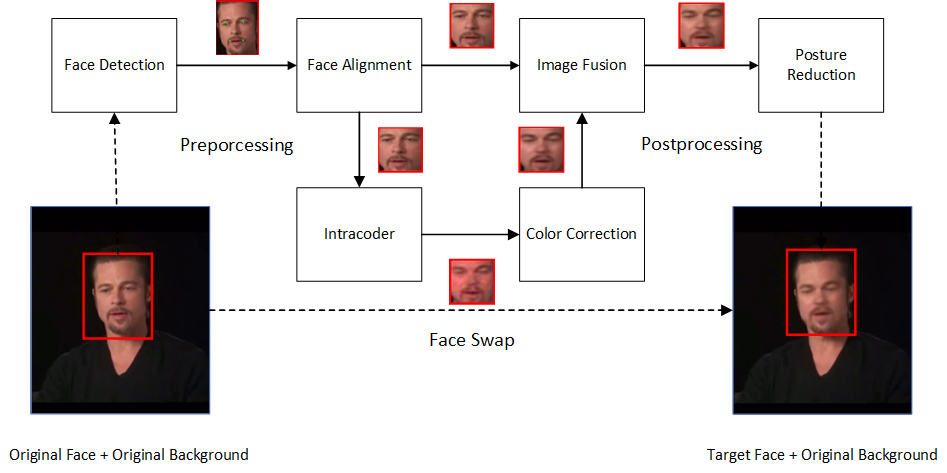 Face Detection
Face Alignment
Image Fusion
Posture
Reduction
Preporcessing
Postprocessing
Intracoder
Color Correction
Face Swap
Original Face + Original Background
Target Face + Original Background